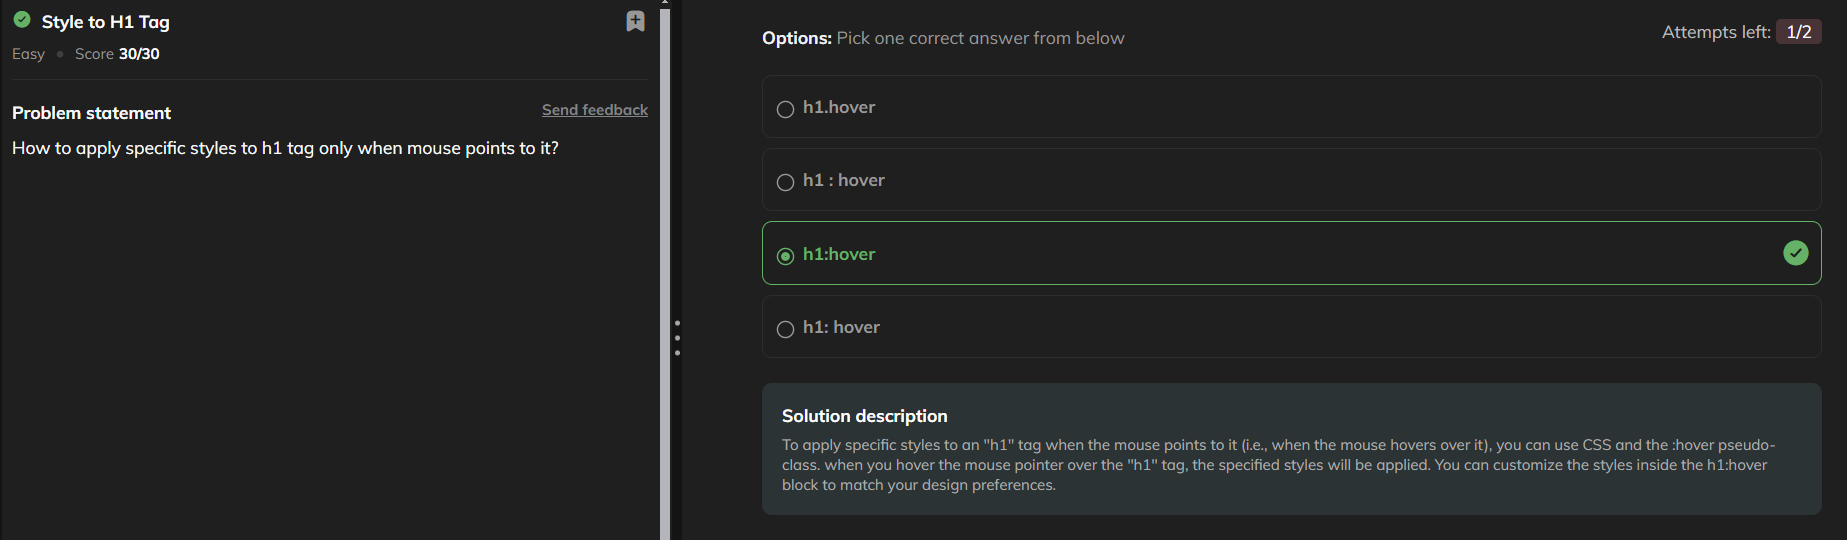 Style to H1 Tag
Easy • Score 30/30
Problem statement
Send feedback
How to apply specific styles to h1 tag only when mouse points to it?
Options: Pick one correct answer from below
Attempts left: 1/2
h1.hover
h1 : hover
h1:hover
h1: hover
Solution description
To apply specific styles to an "h1" tag when the mouse points to it (i.e., when the mouse hovers over it), you can use CSS and the :hover pseudo-
class. when you hover the mouse pointer over the "h1" tag, the specified styles will be applied. You can customize the styles inside the h1:hover
block to match your design preferences.